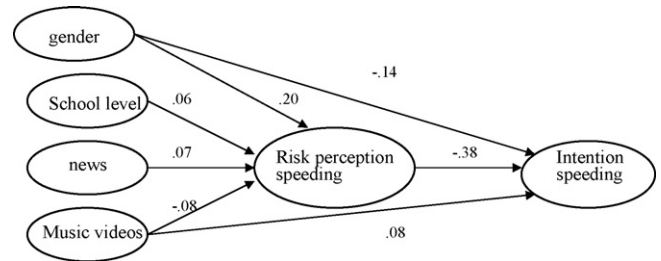 gender
-.14
School level
.06
.20
news
.07
Risk perception
speeding
-.38
Intention
speeding
Music videos
-.08
.08